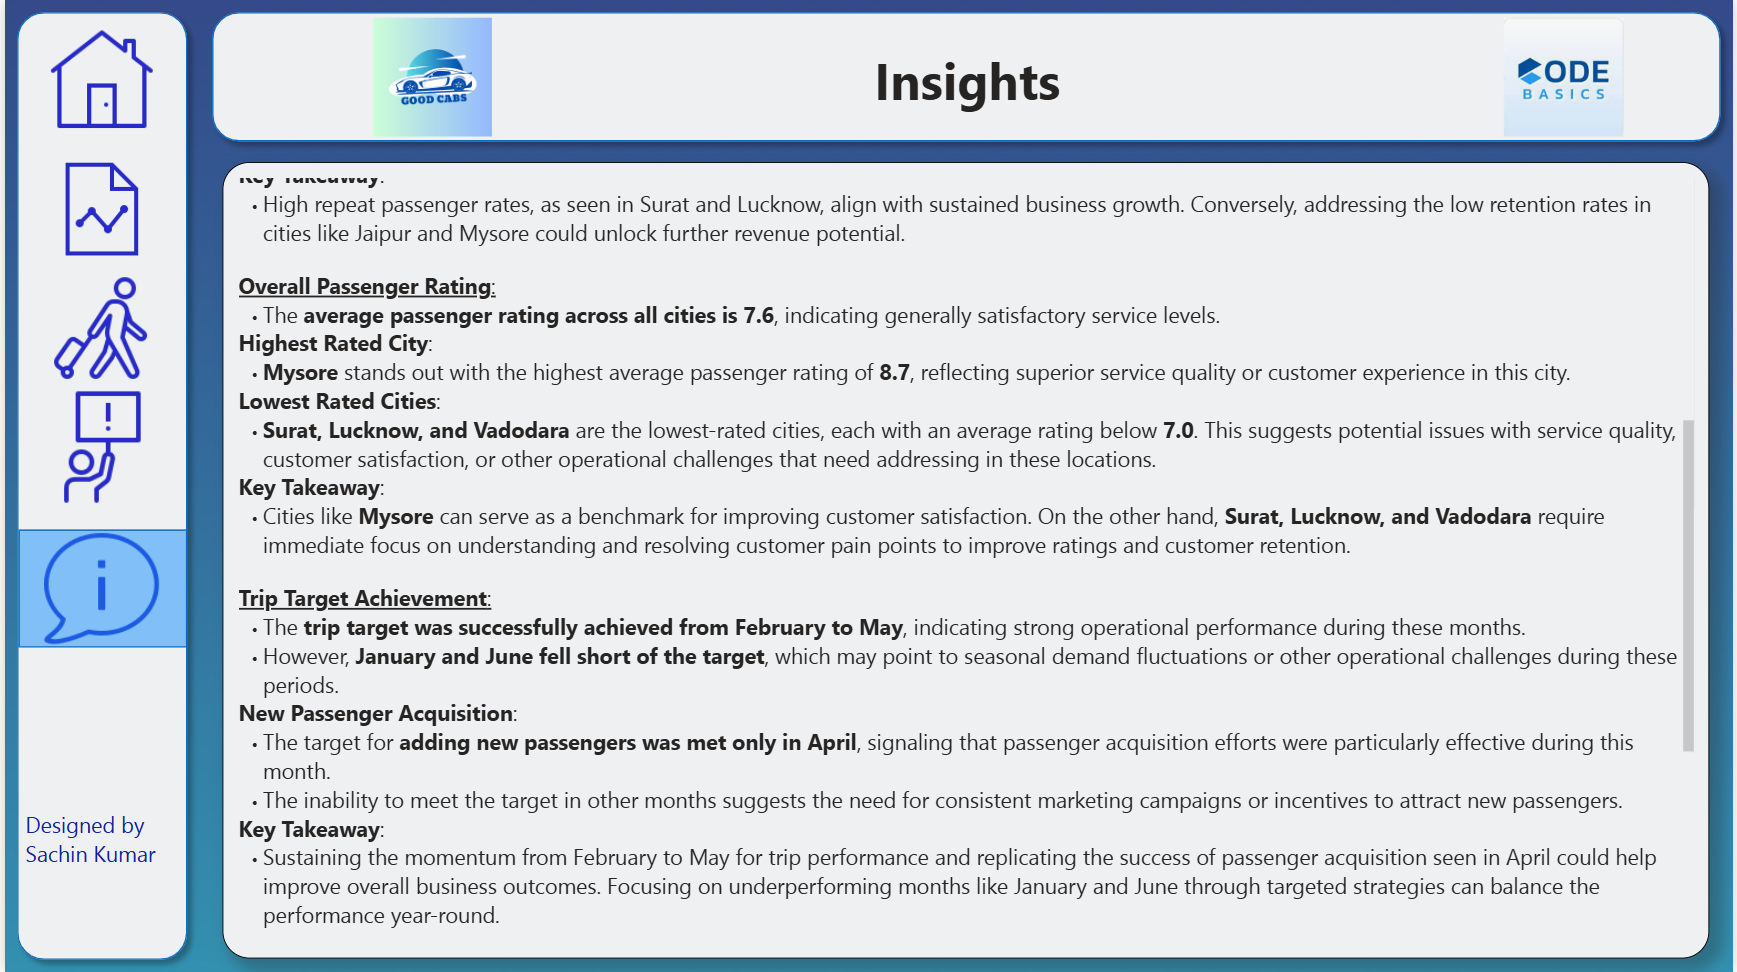 GOOD CABS
Insights
CODE
BASICS
Key Takeaway:
• High repeat passenger rates, as seen in Surat and Lucknow, align with sustained business growth. Conversely, addressing the low retention rates in
cities like Jaipur and Mysore could unlock further revenue potential.
Overall Passenger Rating:
• The average passenger rating across all cities is 7.6, indicating generally satisfactory service levels.
Highest Rated City:
• Mysore stands out with the highest average passenger rating of 8.7, reflecting superior service quality or customer experience in this city.
Lowest Rated Cities:
• Surat, Lucknow, and Vadodara are the lowest-rated cities, each with an average rating below 7.0. This suggests potential issues with service quality,
customer satisfaction, or other operational challenges that need addressing in these locations.
Key Takeaway:
• Cities like Mysore can serve as a benchmark for improving customer satisfaction. On the other hand, Surat, Lucknow, and Vadodara require
immediate focus on understanding and resolving customer pain points to improve ratings and customer retention.
Trip Target Achievement:
• The trip target was successfully achieved from February to May, indicating strong operational performance during these months.
• However, January and June fell short of the target, which may point to seasonal demand fluctuations or other operational challenges during these
periods.
New Passenger Acquisition:
• The target for adding new passengers was met only in April, signaling that passenger acquisition efforts were particularly effective during this
month.
• The inability to meet the target in other months suggests the need for consistent marketing campaigns or incentives to attract new passengers.
Key Takeaway:
• Sustaining the momentum from February to May for trip performance and replicating the success of passenger acquisition seen in April could help
improve overall business outcomes. Focusing on underperforming months like January and June through targeted strategies can balance the
performance year-round.
Designed by
Sachin Kumar